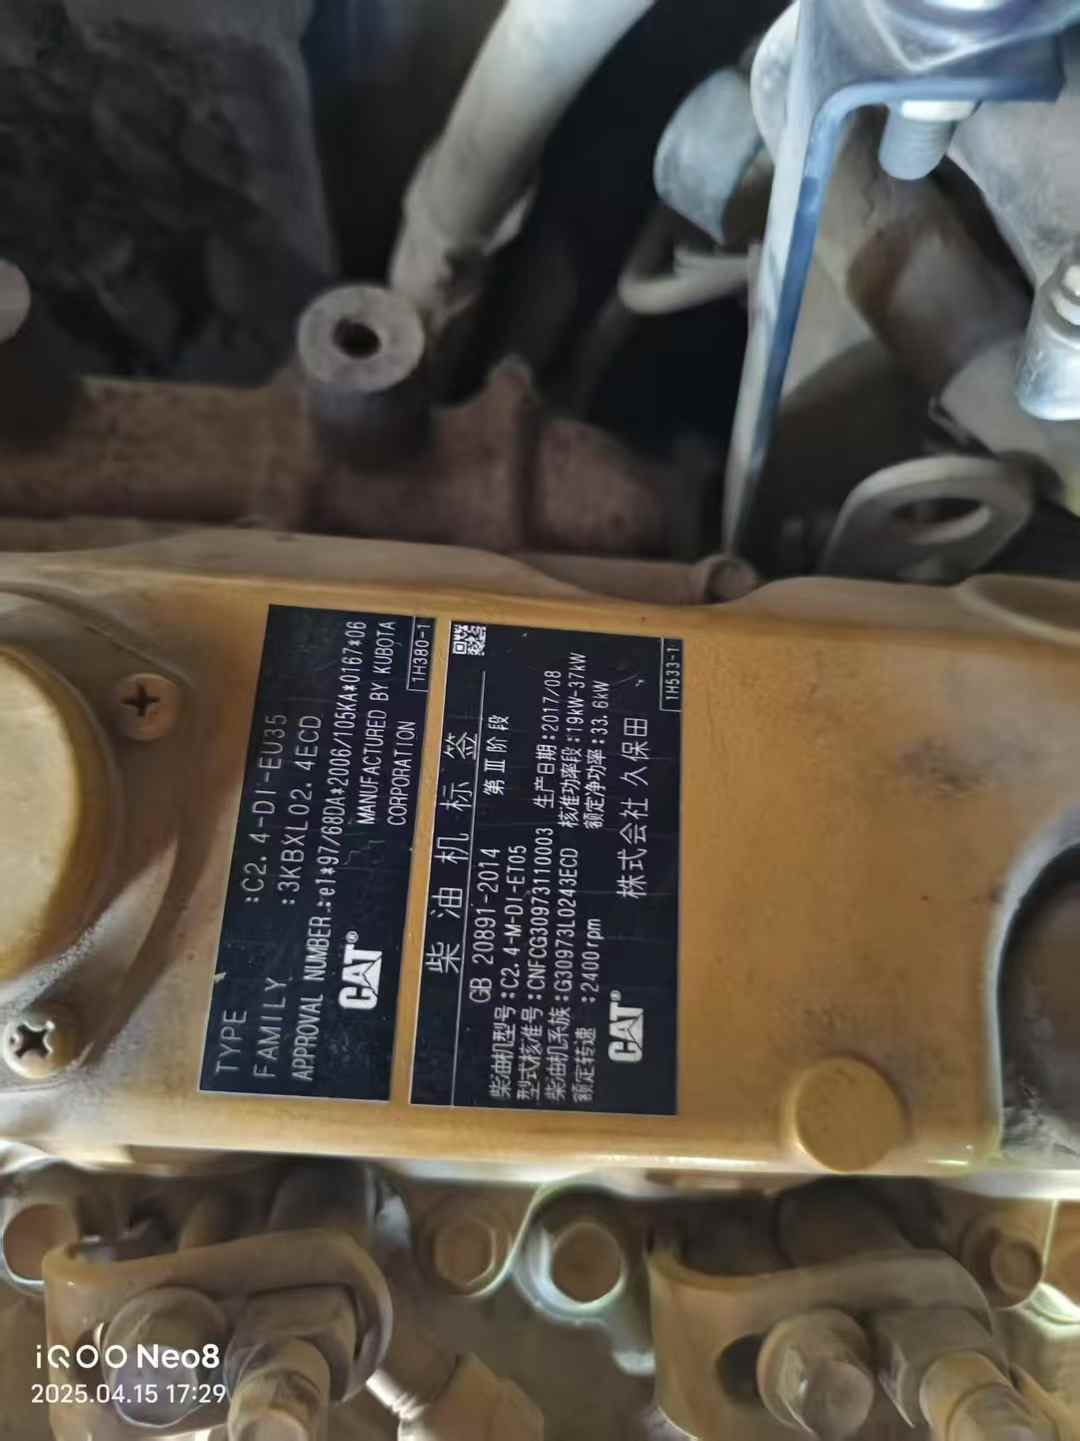 TYPE :C2.4-DI-EU35
FAMILY :3KBXL02.4ECD
APPROVAL NUMBER.:e1*97/68DA*2006/105KA*0167*06
CAT® MANUFACTURED BY KUBOTA
CORPORATION
1H380-1
柴油机标签
GB 20891-2014 第Ⅲ阶段
柴油机型号:C2.4-M-DI-ET05
型式核准号:CNFCG30973110003 生产日期:2017/08
柴油机系族:G30973L0243ECD 核准功率段:19kW-37kW
额定转速 :2400rpm 额定净功率:33.6kW
CAT® 株式会社 久保田
1H533-1
iQOO Neo8
2025.04.15 17:29